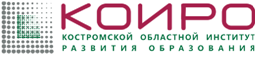 КОИРО
КОСТРОМСКОЙ ОБЛАСТНОЙ ИНСТИТУТ
РАЗВИТИЯ ОБРАЗОВАНИЯ